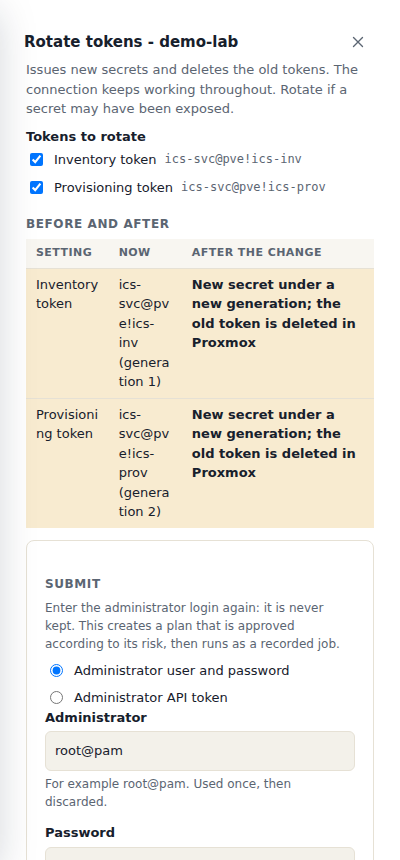 Rotate tokens - demo-lab
Issues new secrets and deletes the old tokens. The
connection keeps working throughout. Rotate if a
secret may have been exposed.
Tokens to rotate
Inventory token ics-svc@pve!ics-inv
Provisioning token ics-svc@pve!ics-prov
BEFORE AND AFTER
SETTING NOW AFTER THE CHANGE
Inventory ics- New secret under a
token svc@pv new generation; the
e!ics- old token is deleted in
inv Proxmox
(genera
tion 1)
Provisioni ics- New secret under a
ng token svc@pv new generation; the
e!ics- old token is deleted in
prov Proxmox
(genera
tion 2)
SUBMIT
Enter the administrator login again: it is never
kept. This creates a plan that is approved
according to its risk, then runs as a recorded job.
Administrator user and password
Administrator API token
Administrator
root@pam
For example root@pam. Used once, then
discarded.
Password